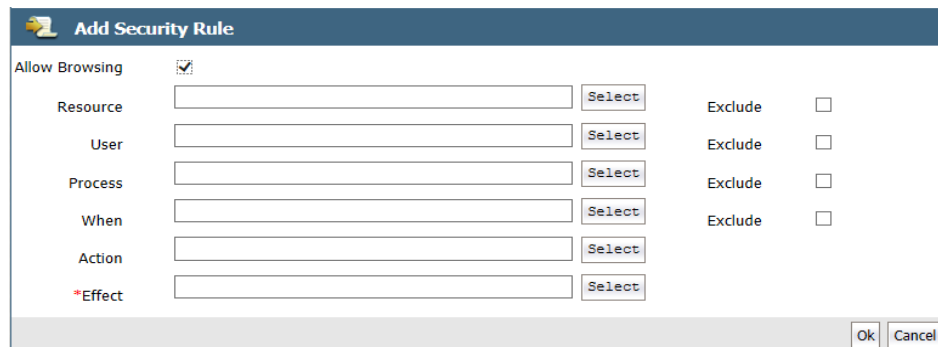 Add Security Rule
Allow Browsing
Resource Select Exclude
User Select Exclude
Process Select Exclude
When Select Exclude
Action Select
*Effect Select
Ok Cancel